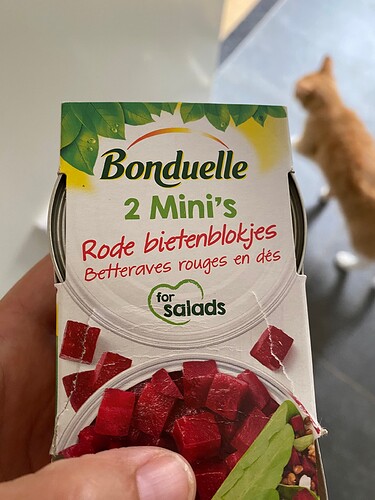 Bonduelle
2 Mini's
Rode bietenblokjes
Betteraves rouges en dés
for
salads